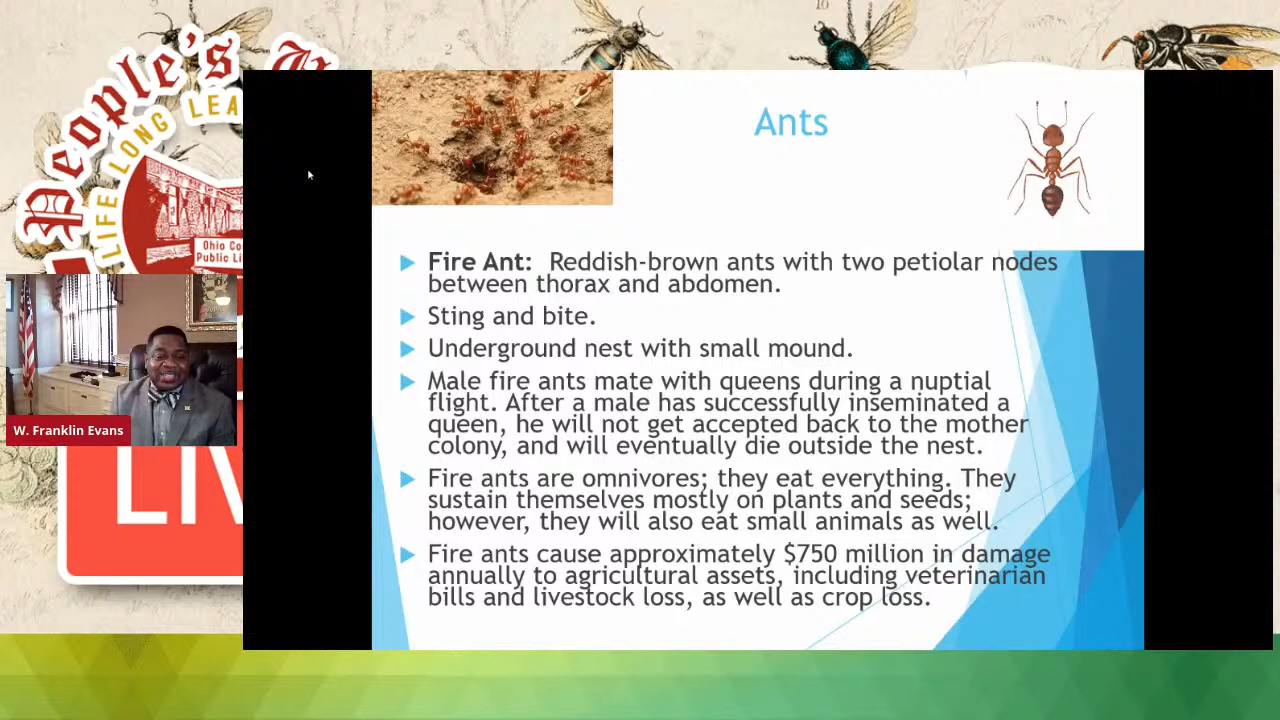 People's
LIFE LONG LEA
Ohio Co
Public Li
LIV
W. Franklin Evans
Ants
Fire Ant: Reddish-brown ants with two petiolar nodes
between thorax and abdomen.
Sting and bite.
Underground nest with small mound.
Male fire ants mate with queens during a nuptial
flight. After a male has successfully inseminated a
queen, he will not get accepted back to the mother
colony, and will eventually die outside the nest.
Fire ants are omnivores; they eat everything. They
sustain themselves mostly on plants and seeds;
however, they will also eat small animals as well.
Fire ants cause approximately $750 million in damage
annually to agricultural assets, including veterinarian
bills and livestock loss, as well as crop loss.